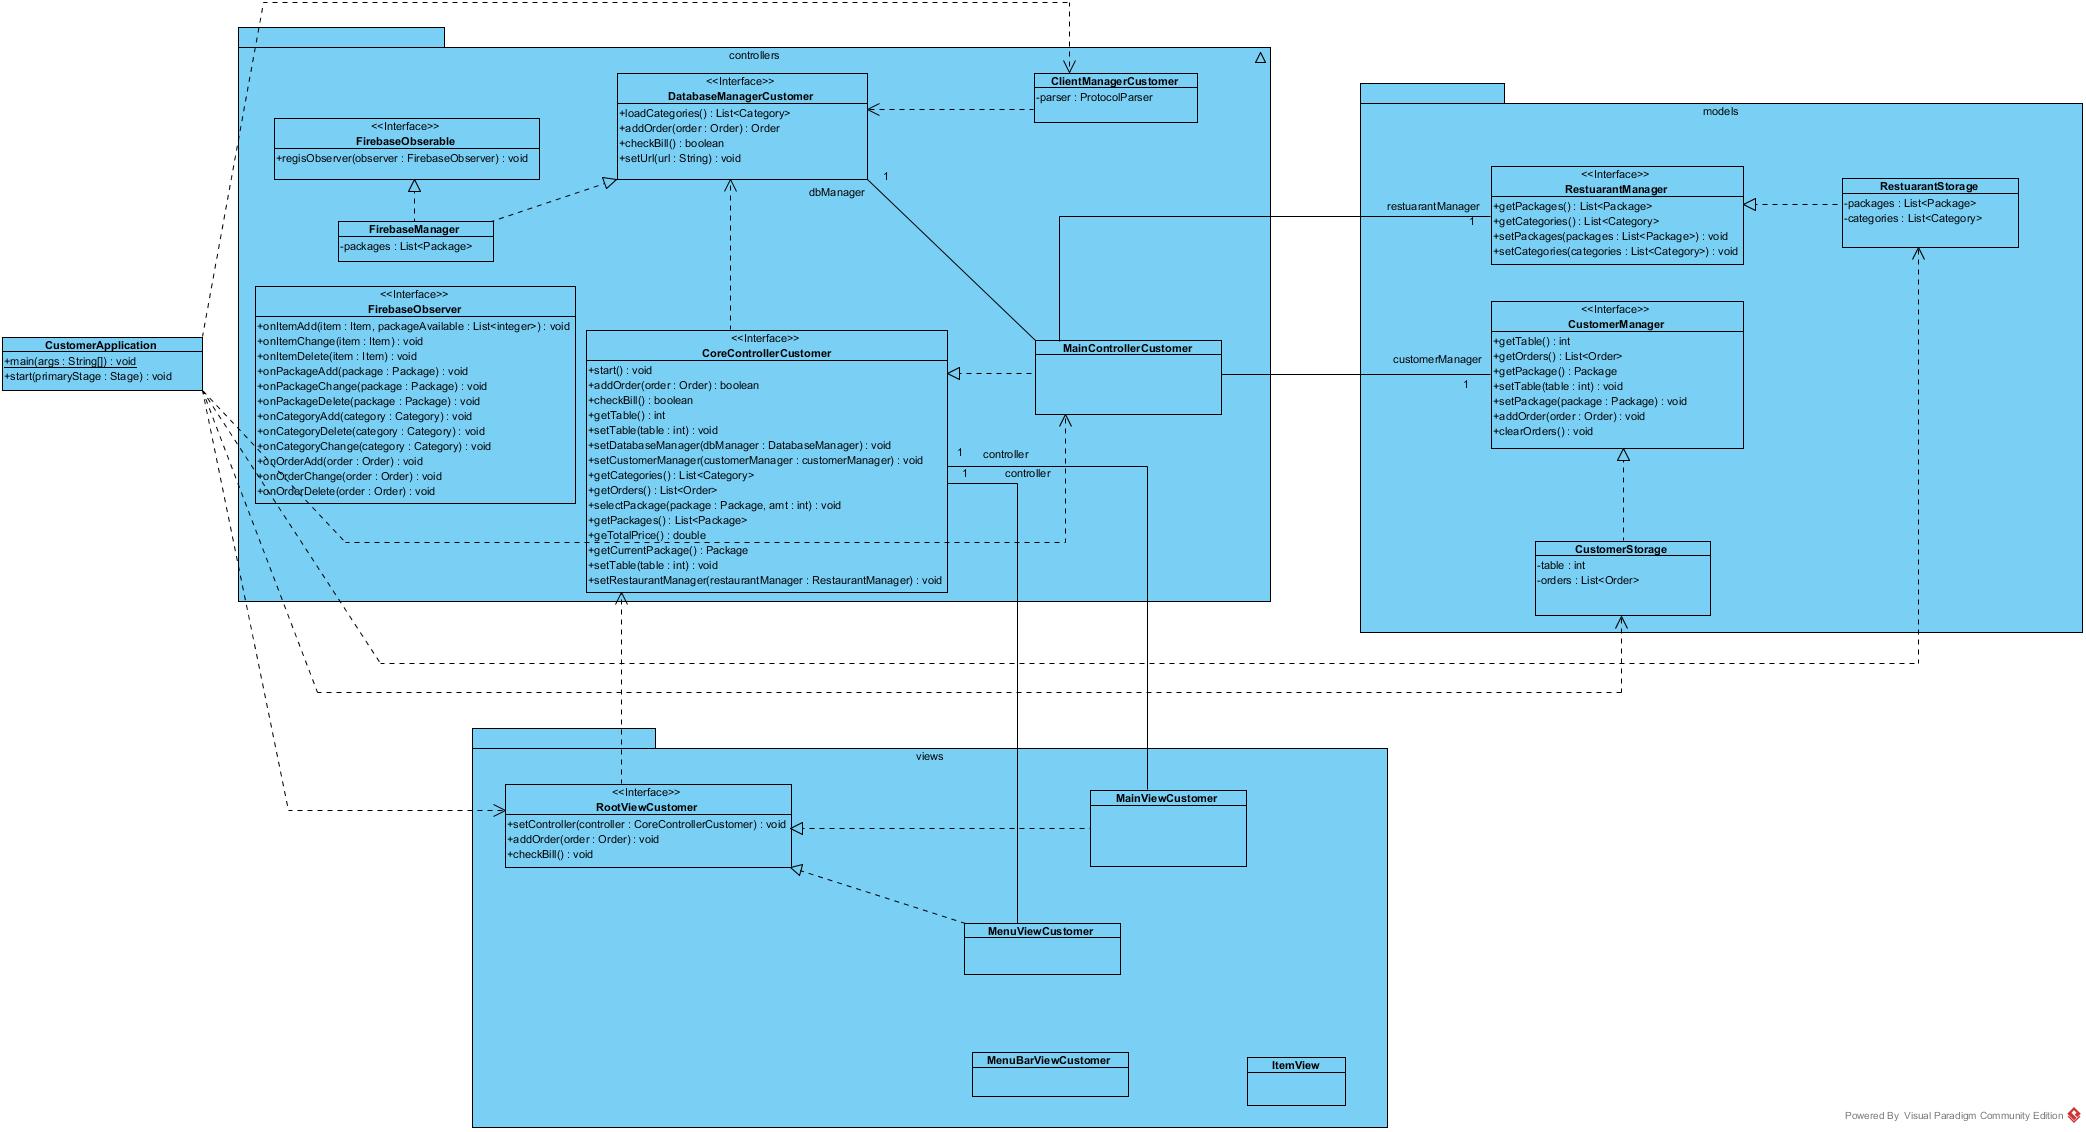 controllers
<<Interface>>
DatabaseManagerCustomer
+loadCategories() : List<Category>
+addOrder(order : Order) : Order
+checkBill() : boolean
+setUrl(url : String) : void
ClientManagerCustomer
-parser : ProtocolParser
<<Interface>>
FirebaseObserable
+regisObserver(observer : FirebaseObserver) : void
1
dbManager
FirebaseManager
-packages : List<Package>
<<Interface>>
FirebaseObserver
+onItemAdd(item : Item, packageAvailable : List<integer>) : void
+onItemChange(item : Item) : void
+onItemDelete(item : Item) : void
+onPackageAdd(package : Package) : void
+onPackageChange(package : Package) : void
+onPackageDelete(package : Package) : void
+onCategoryAdd(category : Category) : void
+onCategoryDelete(category : Category) : void
+onCategoryChange(category : Category) : void
+onOrderAdd(order : Order) : void
+onOrderChange(order : Order) : void
+onOrderDelete(order : Order) : void
CustomerApplication
+main(args : String[]) : void
+start(primaryStage : Stage) : void
<<Interface>>
CoreControllerCustomer
+start() : void
+addOrder(order : Order) : boolean
+checkBill() : boolean
+getTable() : int
+setTable(table : int) : void
+setDatabaseManager(dbManager : DatabaseManager) : void
+setCustomerManager(customerManager : customerManager) : void
+getCategories() : List<Category>
+getOrders() : List<Order>
+selectPackage(package : Package, amt : int) : void
+getPackages() : List<Package>
+geTotalPrice() : double
+getCurrentPackage() : Package
+setTable(table : int) : void
+setRestaurantManager(restaurantManager : RestaurantManager) : void
MainControllerCustomer
1
controller
1
controller
models
<<Interface>>
RestuarantManager
+getPackages() : List<Package>
+getCategories() : List<Category>
+setPackages(packages : List<Package>) : void
+setCategories(categories : List<Category>) : void
restuarantManager
1
RestuarantStorage
-packages : List<Package>
-categories : List<Category>
<<Interface>>
CustomerManager
+getTable() : int
+getOrders() : List<Order>
+getPackage() : Package
+setTable(table : int) : void
+setPackage(package : Package) : void
+addOrder(order : Order) : void
+clearOrders() : void
customerManager
1
CustomerStorage
-table : int
-orders : List<Order>
views
<<Interface>>
RootViewCustomer
+setController(controller : CoreControllerCustomer) : void
+addOrder(order : Order) : void
+checkBill() : void
MainViewCustomer
MenuViewCustomer
MenuBarViewCustomer
ItemView
Powered By Visual Paradigm Community Edition